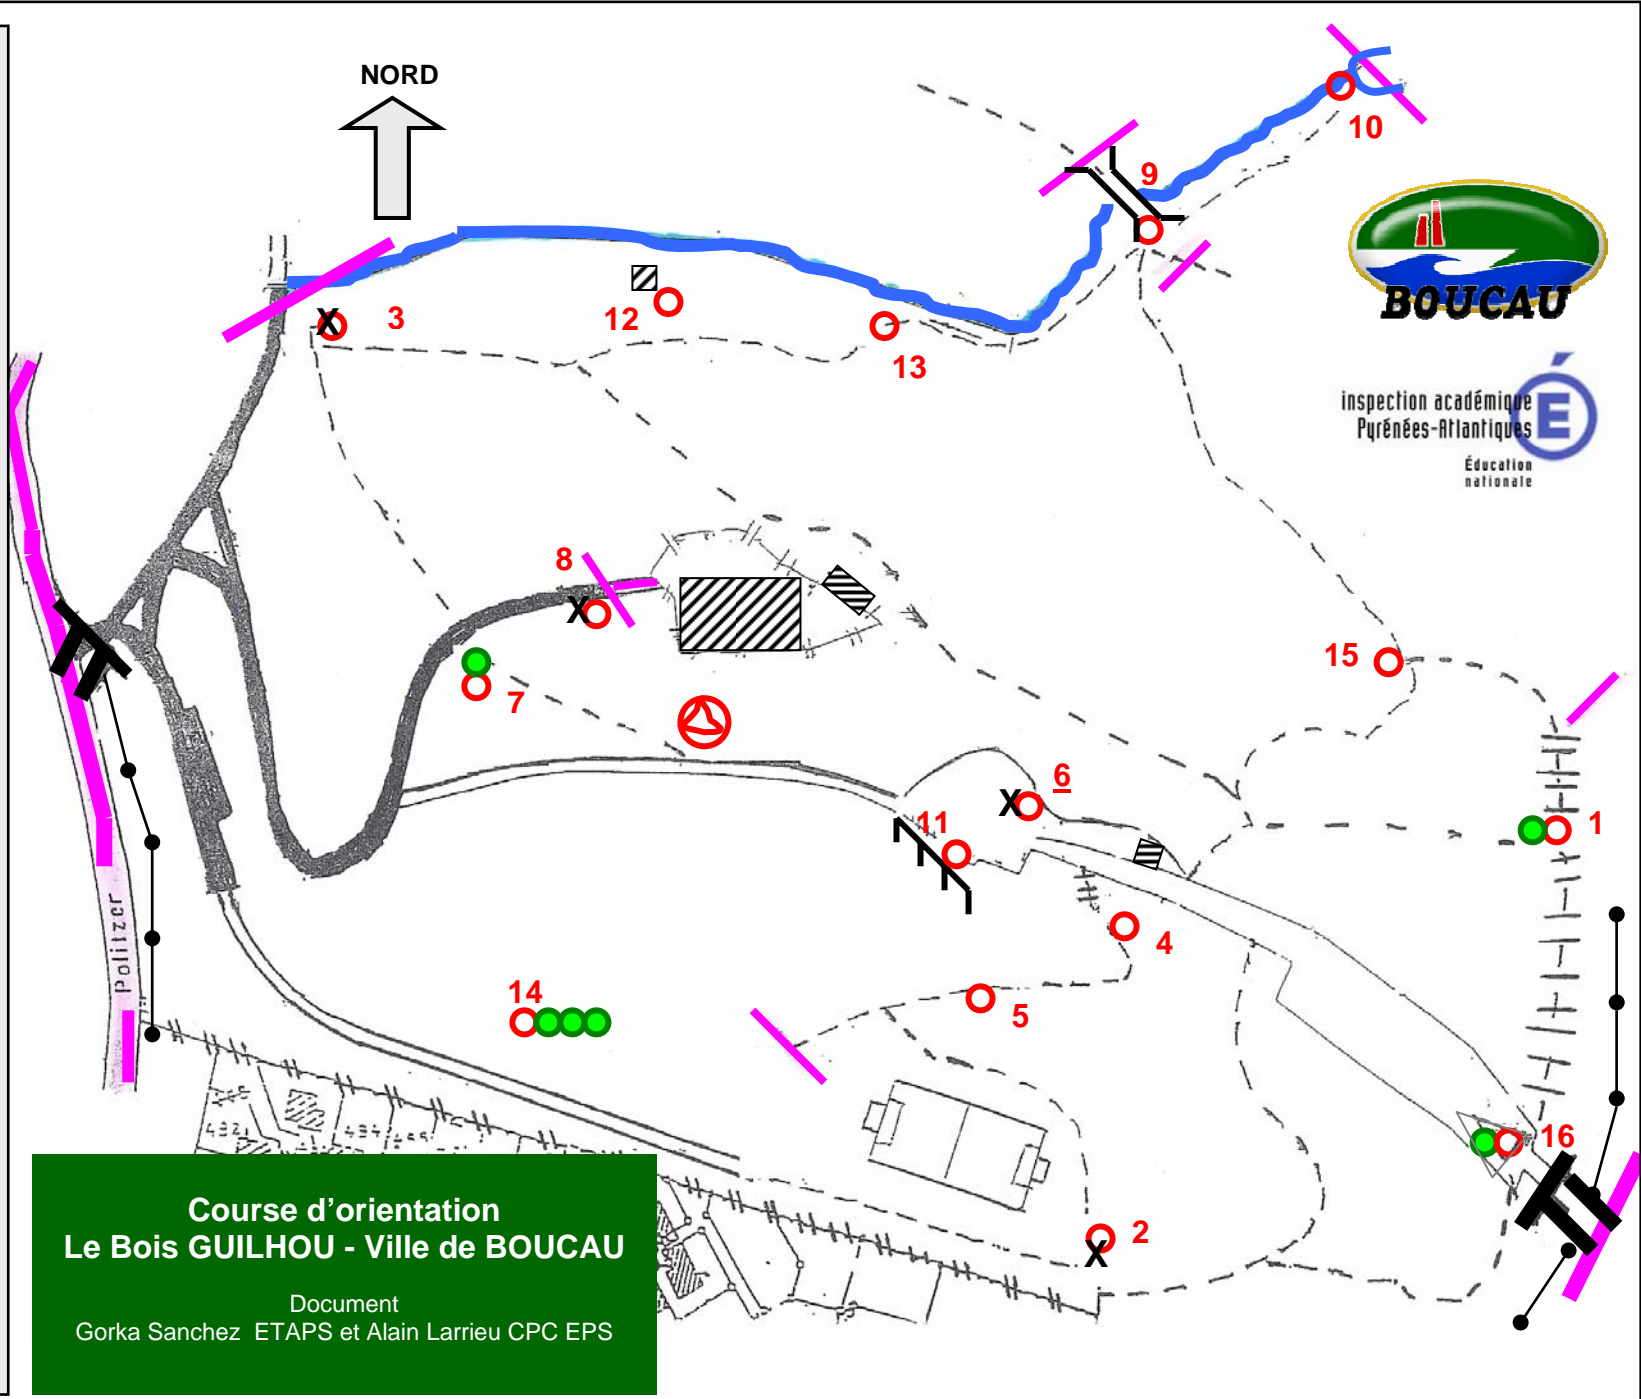 NORD
10
9
BOUCAU
3
12
13
inspection académique
Pyrénées-Atlantiques
É
Éducation
nationale
8
X
X
15
7
6
X
11
1
4
Politzer
14
5
16
2
X
Course d’orientation
Le Bois GUILHOU - Ville de BOUCAU
Document
Gorka Sanchez ETAPS et Alain Larrieu CPC EPS